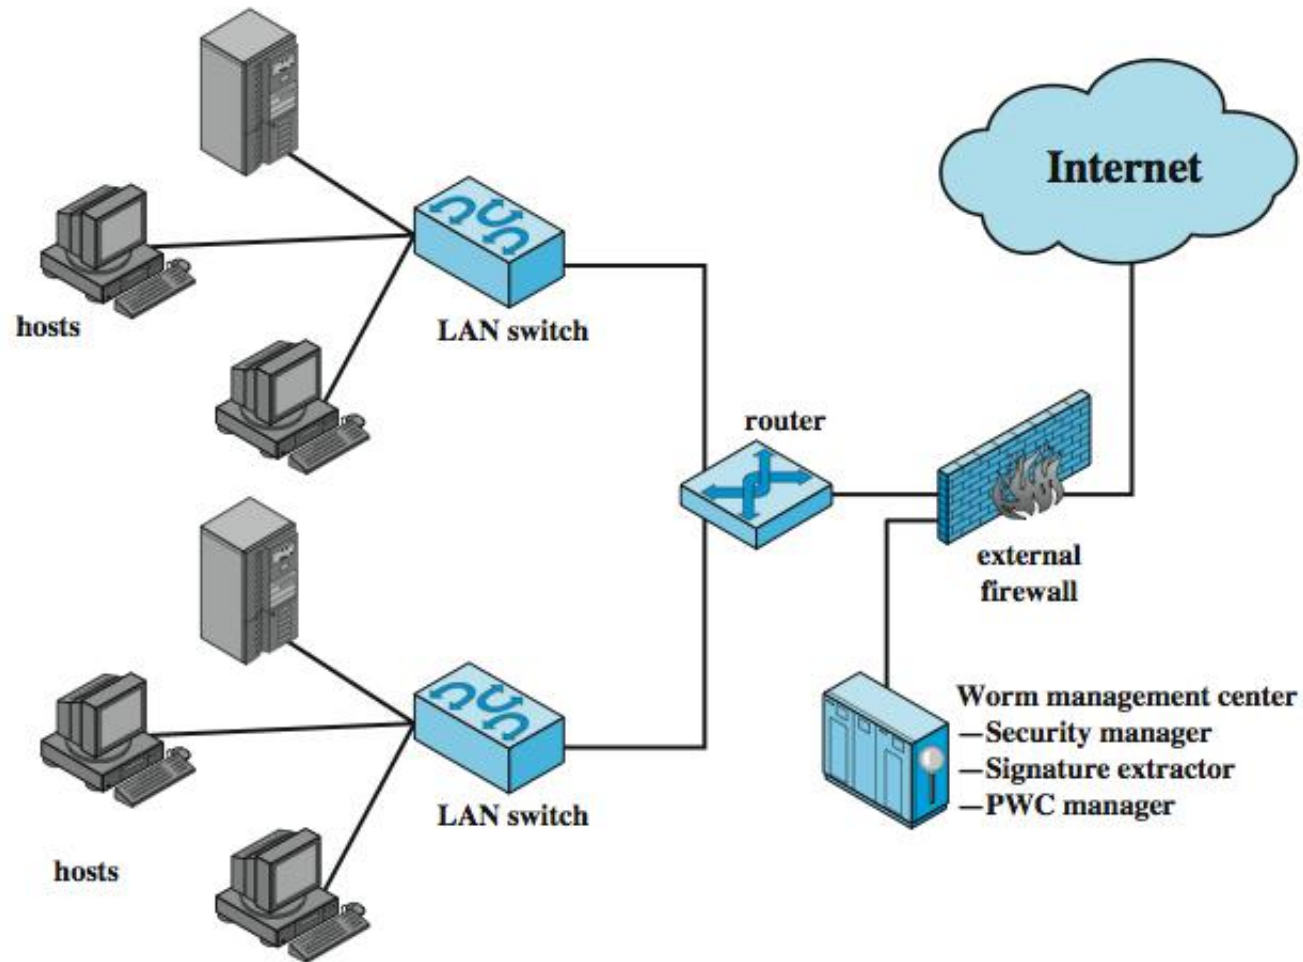 Internet
hosts
LAN switch
router
external
firewall
Worm management center
—Security manager
—Signature extractor
—PWC manager
LAN switch
hosts